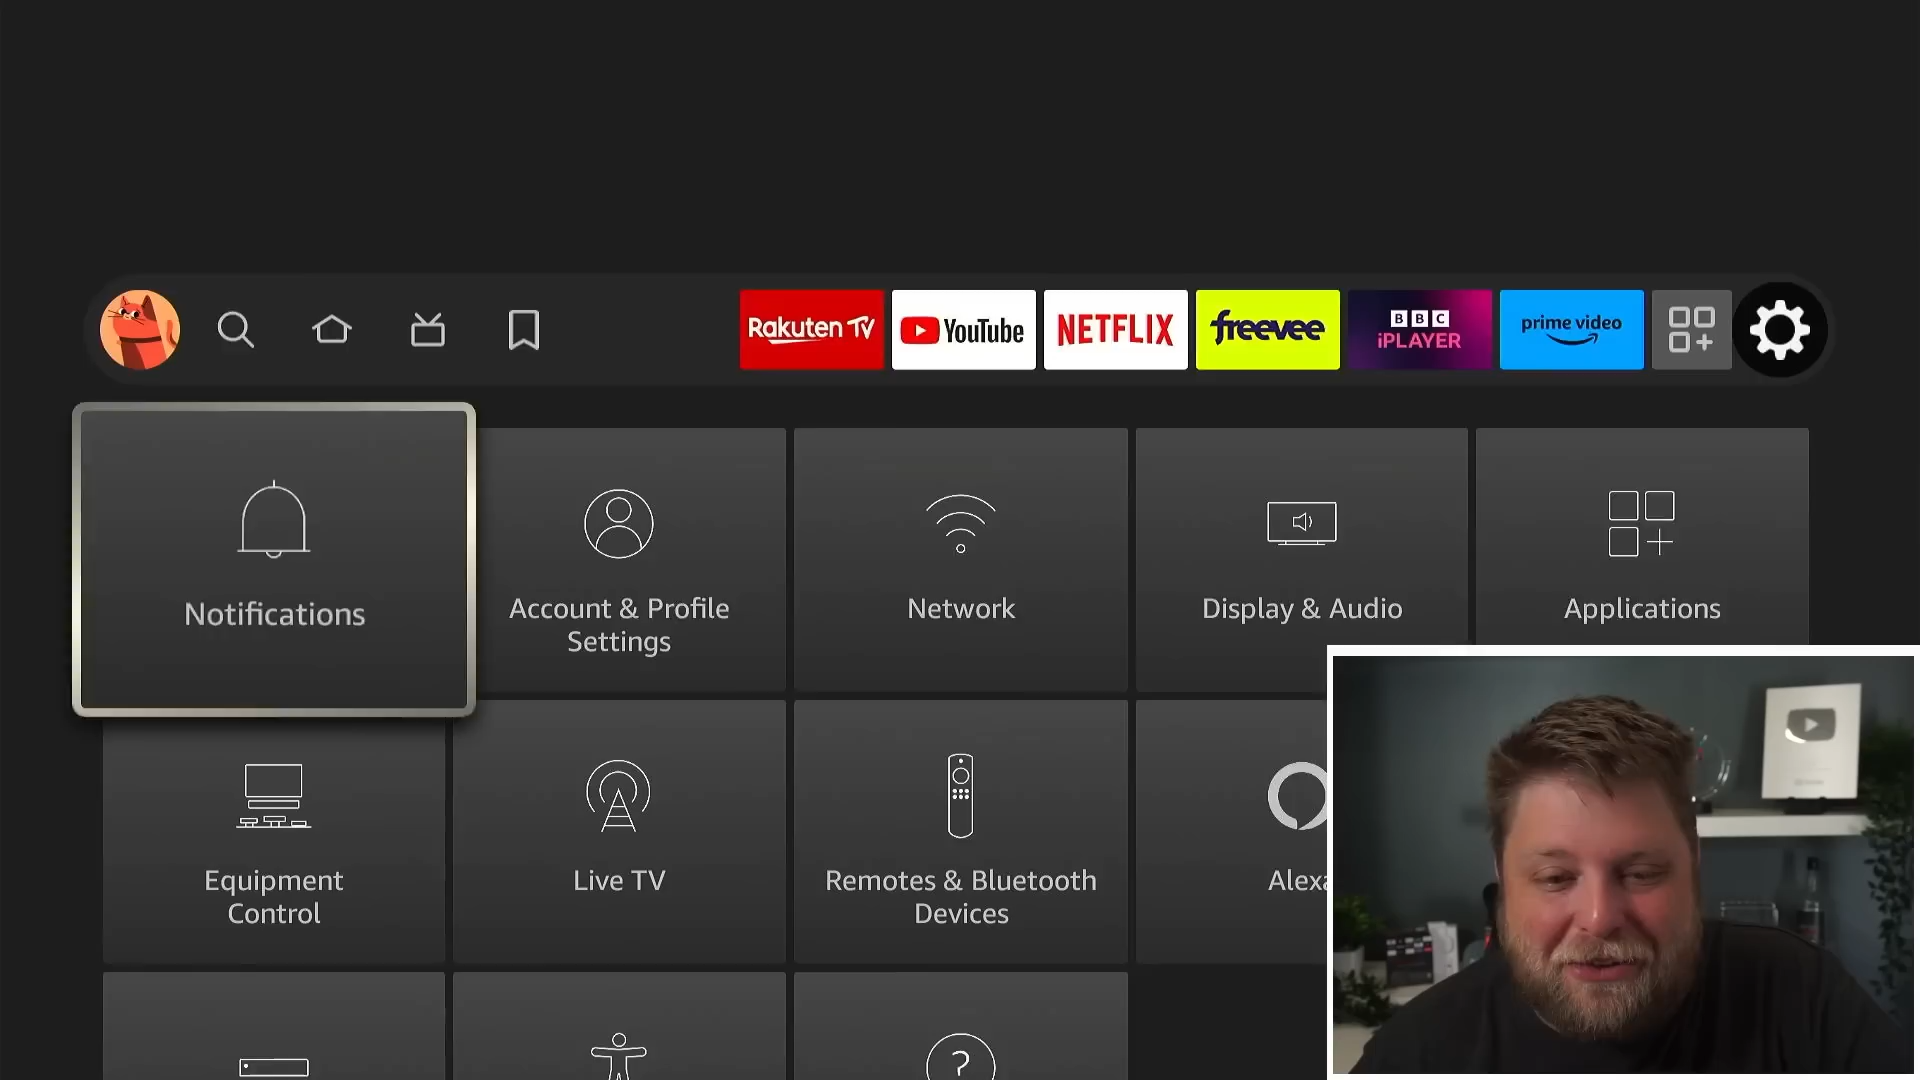 Rakuten TV
YouTube
NETFLIX
freevee
BBC
iPLAYER
prime video
Notifications
Account & Profile
Settings
Network
Display & Audio
Applications
Equipment
Control
Live TV
Remotes & Bluetooth
Devices
Alexa
?